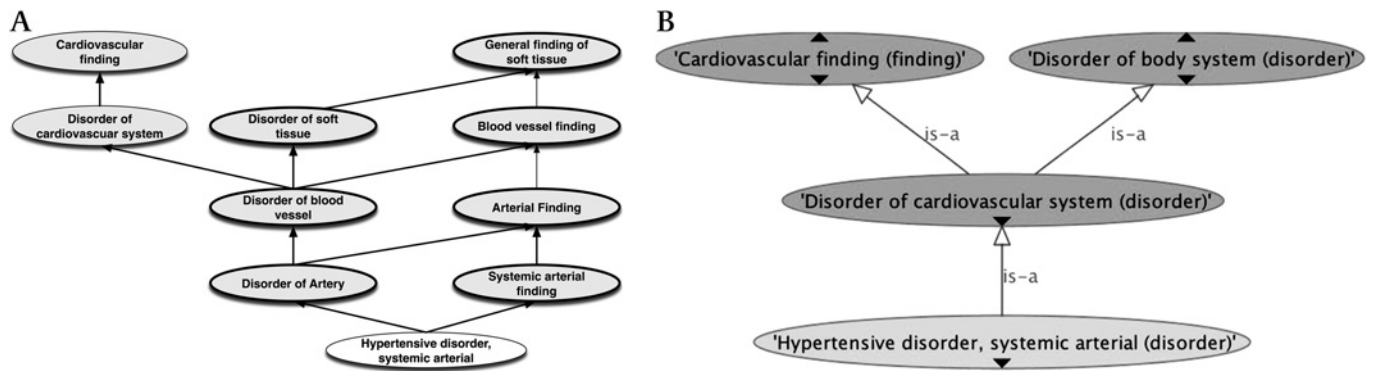 A
Cardiovascular
finding
General finding of
soft tissue
Disorder of
cardiovascuar system
Disorder of soft
tissue
Blood vessel finding
Disorder of blood
vessel
Arterial Finding
Disorder of Artery
Systemic arterial
finding
Hypertensive disorder,
systemic arterial
B
'Cardiovascular finding (finding)'
'Disorder of body system (disorder)'
is-a
is-a
'Disorder of cardiovascular system (disorder)'
is-a
'Hypertensive disorder, systemic arterial (disorder)'